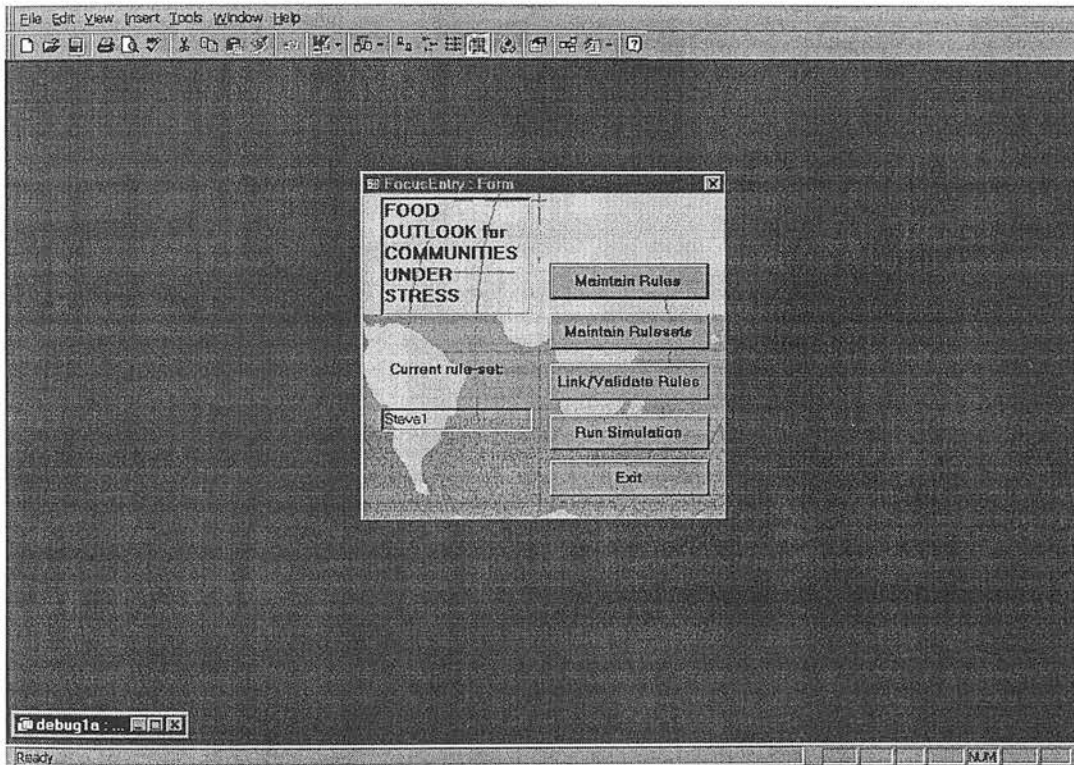 File Edit View Insert Tools Window Help
FocusEntry : Form
FOOD
OUTLOOK for
COMMUNITIES
UNDER
STRESS
Maintain Rules
Maintain Rulesets
Current rule-set:
Link/Validate Rules
Steve1
Run Simulation
Exit
debug1a : ...
Ready
NUM